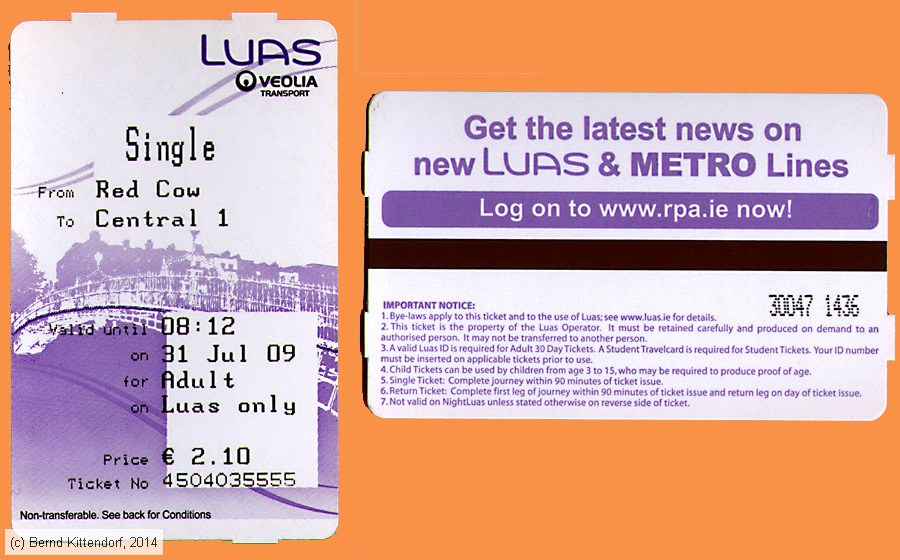 LUAS
VEOLIA
TRANSPORT
Single
From Red Cow
To Central 1
Valid until 08:12
on 31 Jul 09
for Adult
on Luas only
Price € 2.10
Ticket No 4504035555
Non-transferable. See back for Conditions
(c) Bernd Kittendorf, 2014
Get the latest news on
new LUAS & METRO Lines
Log on to www.rpa.ie now!
30047 1436
IMPORTANT NOTICE:
1. Bye-laws apply to this ticket and to the use of Luas; see www.luas.ie for details.
2. This ticket is the property of the Luas Operator. It must be retained carefully and produced on demand to an
authorised person. It may not be transferred to another person.
3. A valid Luas ID is required for Adult 30 Day Tickets. A Student Travelcard is required for Student Tickets. Your ID number
must be inserted on applicable tickets prior to use.
4. Child Tickets can be used by children from age 3 to 15, who may be required to produce proof of age.
5. Single Ticket: Complete journey within 90 minutes of ticket issue.
6. Return Ticket: Complete first leg of journey within 90 minutes of ticket issue and return leg on day of ticket issue.
7. Not valid on NightLuas unless stated otherwise on reverse side of ticket.